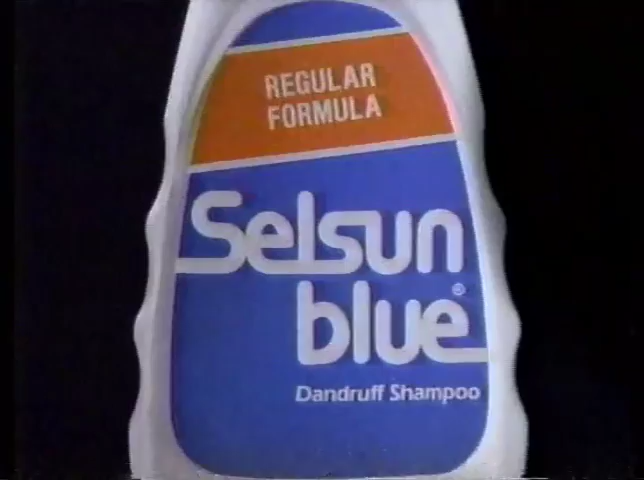 REGULAR
FORMULA
Selsun
blue®
Dandruff Shampoo